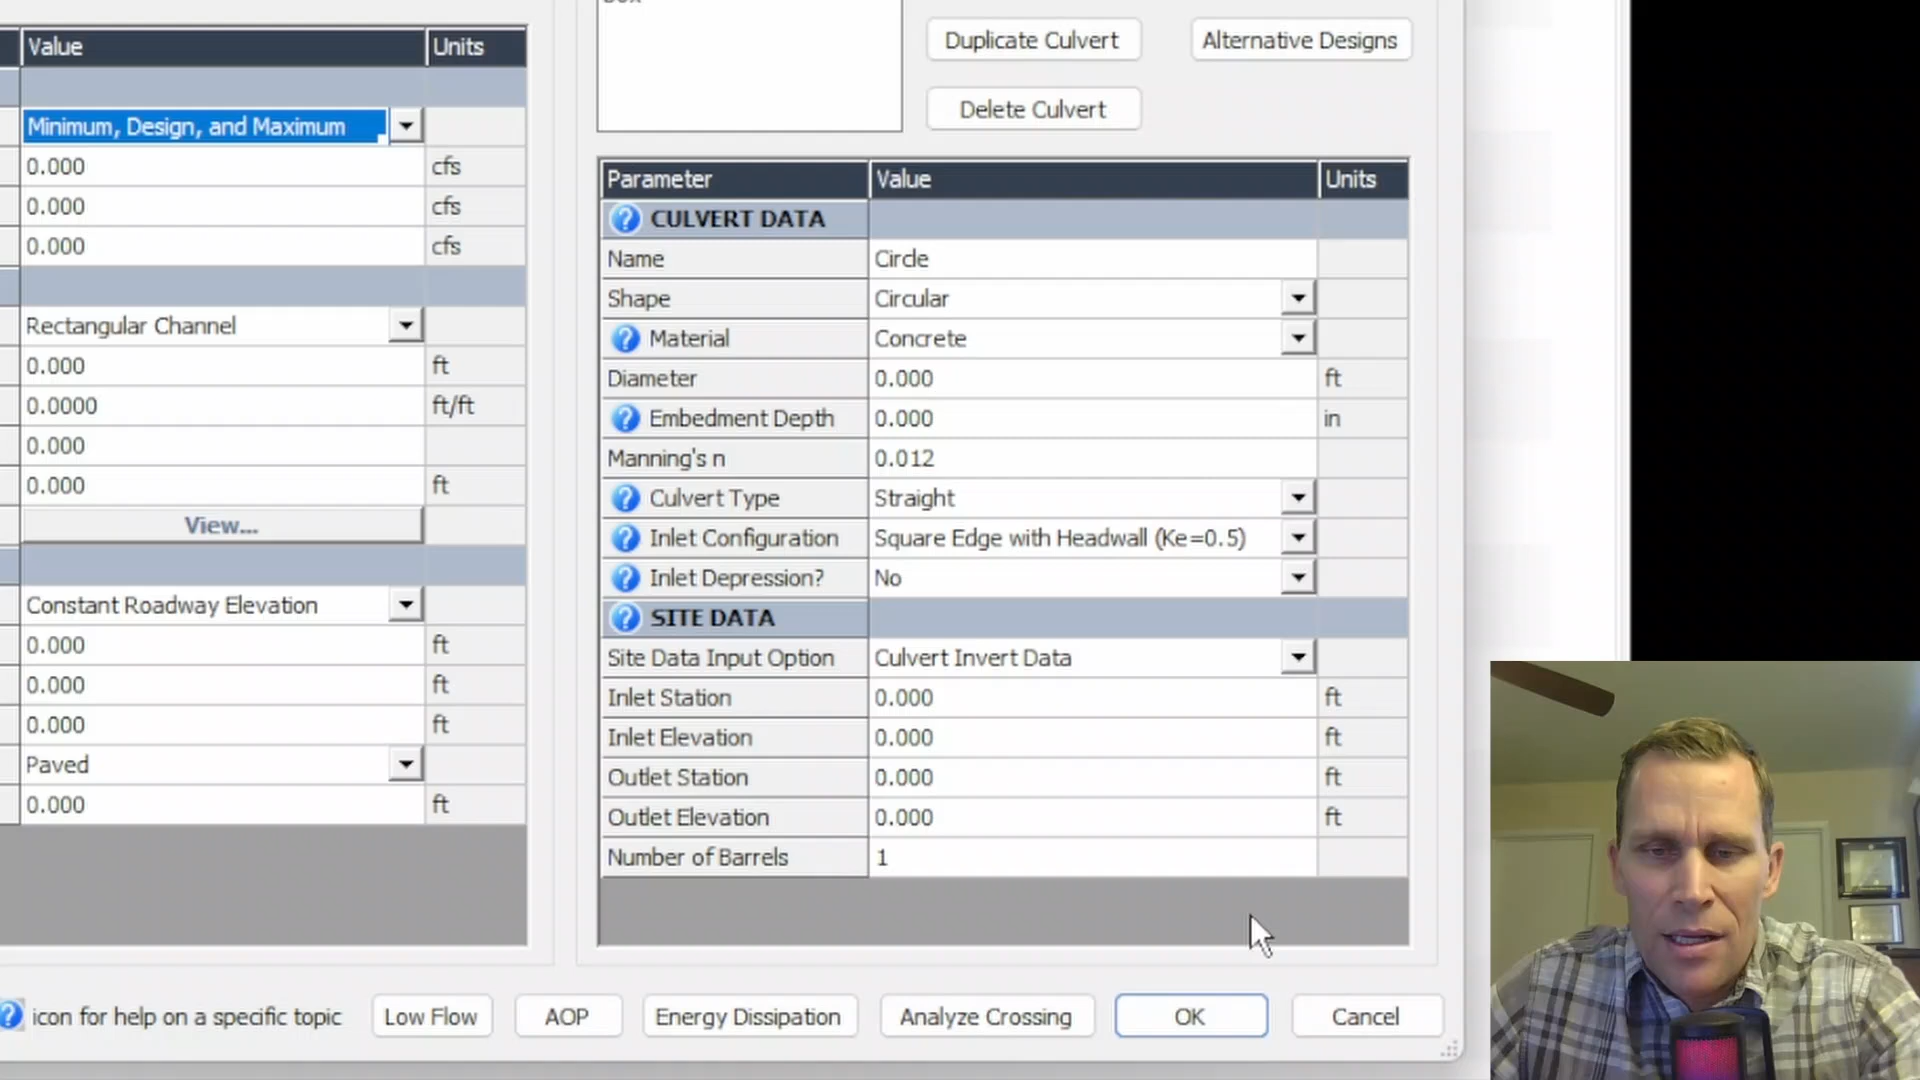 Value Units
Minimum, Design, and Maximum
0.000 cfs
0.000 cfs
0.000 cfs
Rectangular Channel
0.000 ft
0.0000 ft/ft
0.000
0.000 ft
View...
Constant Roadway Elevation
0.000 ft
0.000 ft
0.000 ft
Paved
0.000 ft
Duplicate Culvert
Alternative Designs
Delete Culvert
Parameter Value Units
CULVERT DATA
Name Circle
Shape Circular
Material Concrete
Diameter 0.000 ft
Embedment Depth 0.000 in
Manning's n 0.012
Culvert Type Straight
Inlet Configuration Square Edge with Headwall (Ke=0.5)
Inlet Depression? No
SITE DATA
Site Data Input Option Culvert Invert Data
Inlet Station 0.000 ft
Inlet Elevation 0.000 ft
Outlet Station 0.000 ft
Outlet Elevation 0.000 ft
Number of Barrels 1
icon for help on a specific topic
Low Flow
AOP
Energy Dissipation
Analyze Crossing
OK
Cancel